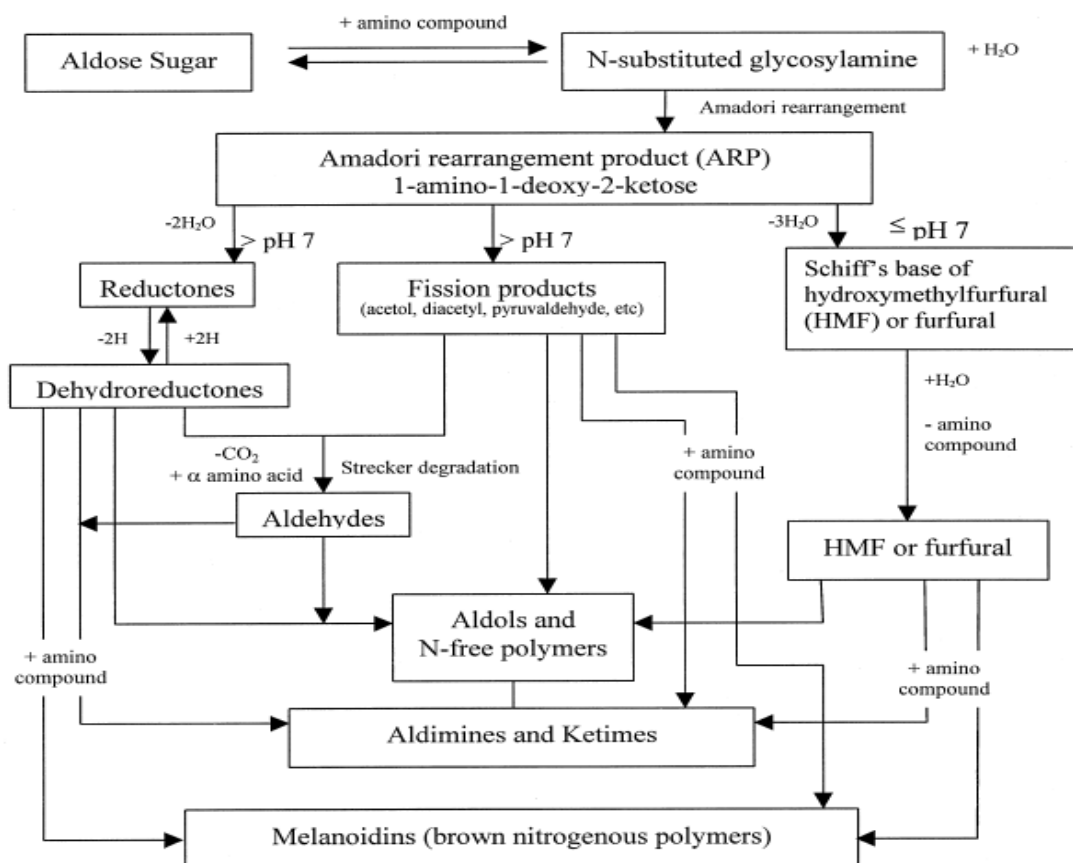 + amino compound
Aldose Sugar
N-substituted glycosylamine
+ H₂O
Amadori rearrangement
Amadori rearrangement product (ARP)
1-amino-1-deoxy-2-ketose
-2H₂O
> pH 7
> pH 7
-3H₂O
≤ pH 7
Reductones
Fission products
(acetol, diacetyl, pyruvaldehyde, etc)
Schiff's base of
hydroxymethylfurfural
(HMF) or furfural
-2H
+2H
Dehydroreductones
+H₂O
- amino
compound
-CO₂
+ α amino acid
Strecker degradation
+ amino
compound
Aldehydes
HMF or furfural
Aldols and
N-free polymers
+ amino
compound
+ amino
compound
Aldimines and Ketimes
Melanoidins (brown nitrogenous polymers)